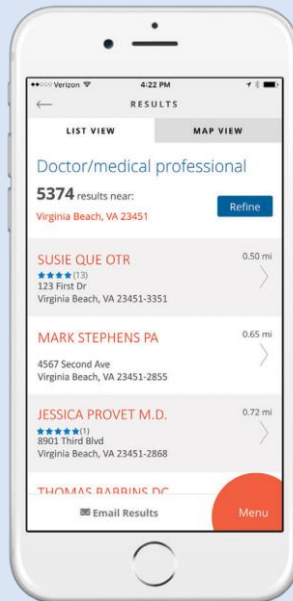 Verizon 4:22 PM
RESULTS
LIST VIEW MAP VIEW
Doctor/medical professional
5374 results near:
Virginia Beach, VA 23451
Refine
SUSIE QUE OTR 0.50 mi
★★★★(13)
123 First Dr
Virginia Beach, VA 23451-3351
MARK STEPHENS PA 0.65 mi
4567 Second Ave
Virginia Beach, VA 23451-2855
JESSICA PROVET M.D. 0.72 mi
★★★★★(1)
8901 Third Blvd
Virginia Beach, VA 23451-2868
THOMAS BABBINS DC
Email Results Menu